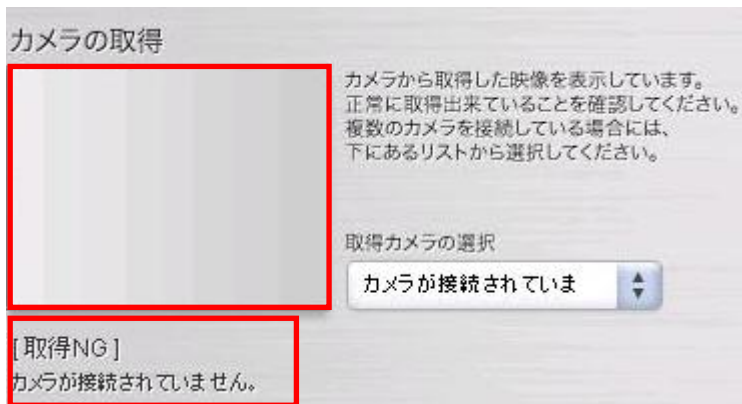 カメラの取得
カメラから取得した映像を表示しています。
正常に取得出来ていることを確認してください。
複数のカメラを接続している場合には、
下にあるリストから選択してください。
取得カメラの選択
カメラが接続されていま
[取得NG]
カメラが接続されていません。